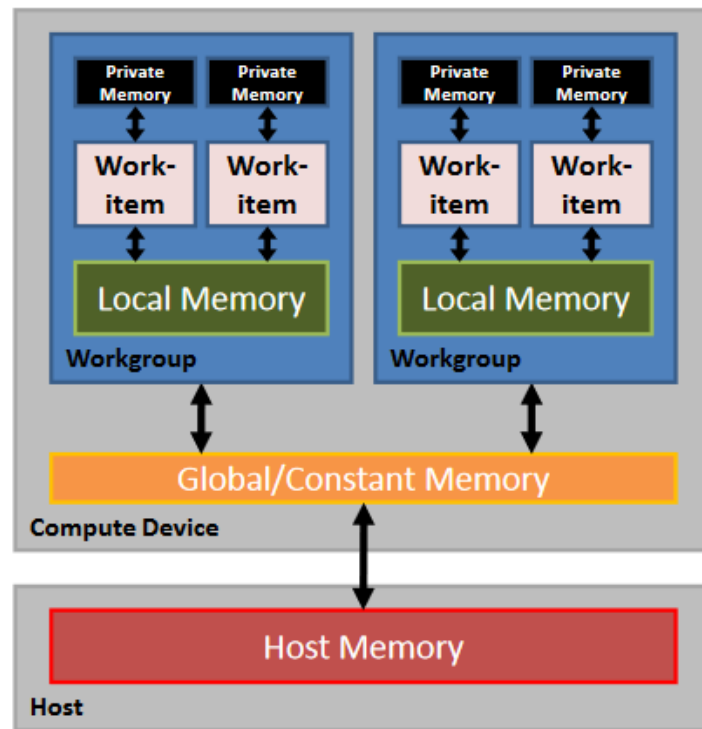 Private
Memory
Private
Memory
Private
Memory
Private
Memory
Work-
item
Work-
item
Work-
item
Work-
item
Local Memory
Local Memory
Workgroup
Workgroup
Global/Constant Memory
Compute Device
Host Memory
Host